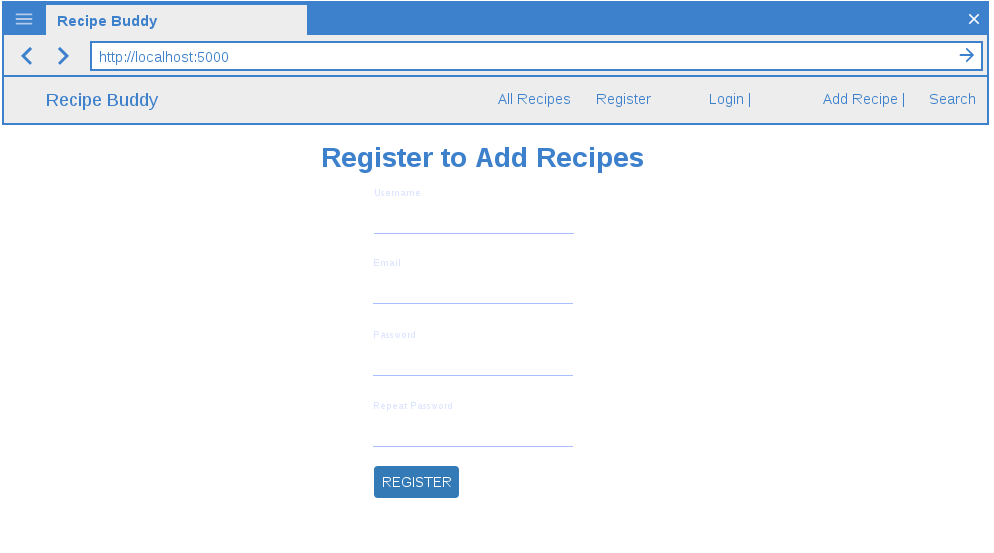 Recipe Buddy
http://localhost:5000
Recipe Buddy All Recipes Register Login | Add Recipe | Search
Register to Add Recipes
Username
Email
Password
Repeat Password
REGISTER